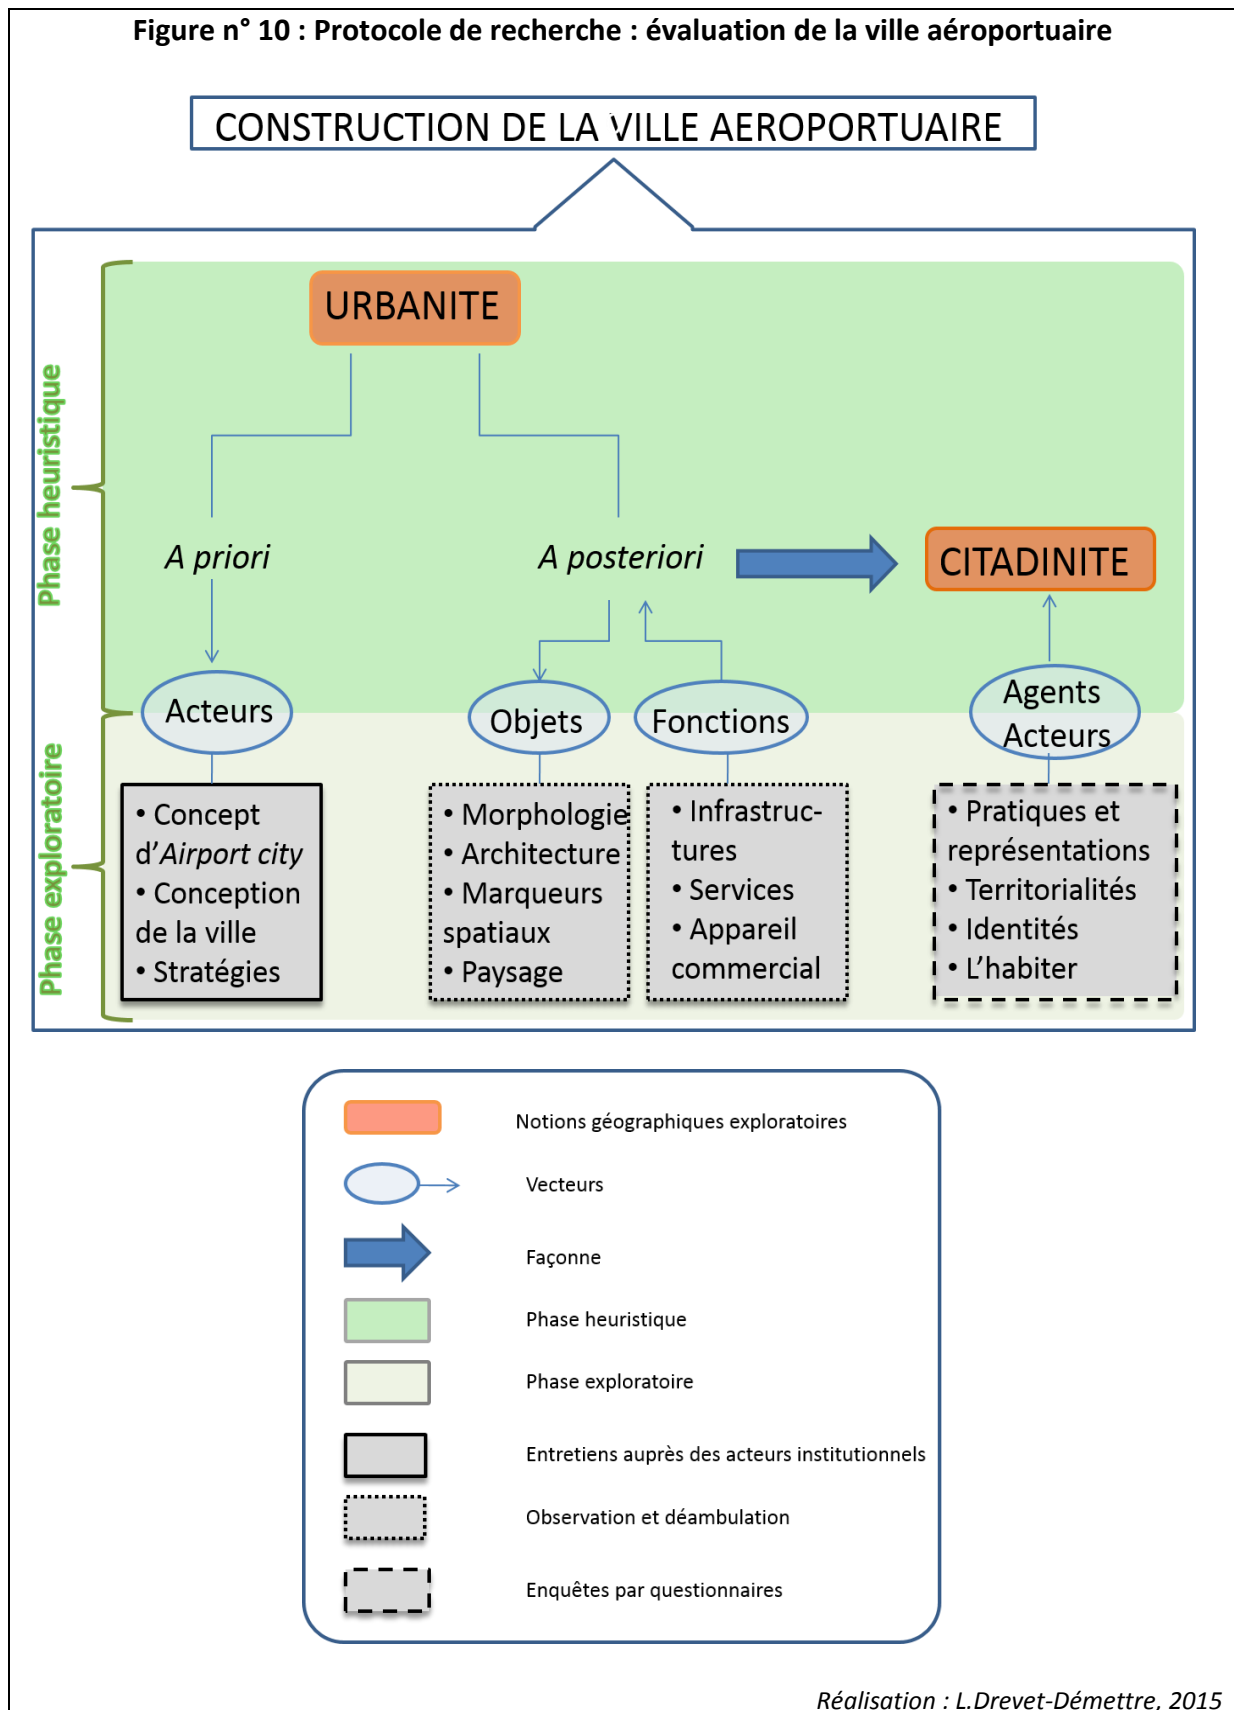 Figure n° 10 : Protocole de recherche : évaluation de la ville aéroportuaire
CONSTRUCTION DE LA VILLE AEROPORTUAIRE
Phase heuristique
URBANITE
A priori
A posteriori
CITADINITE
Acteurs
Objets
Fonctions
Agents
Acteurs
Phase exploratoire
• Concept
d'Airport city
• Conception
de la ville
• Stratégies
• Morphologie
• Architecture
• Marqueurs
spatiaux
• Paysage
• Infrastruc-
tures
• Services
• Appareil
commercial
• Pratiques et
représentations
• Territorialités
• Identités
• L'habiter
Notions géographiques exploratoires
Vecteurs
Façonne
Phase heuristique
Phase exploratoire
Entretiens auprès des acteurs institutionnels
Observation et déambulation
Enquêtes par questionnaires
Réalisation : L.Drevet-Démettre, 2015